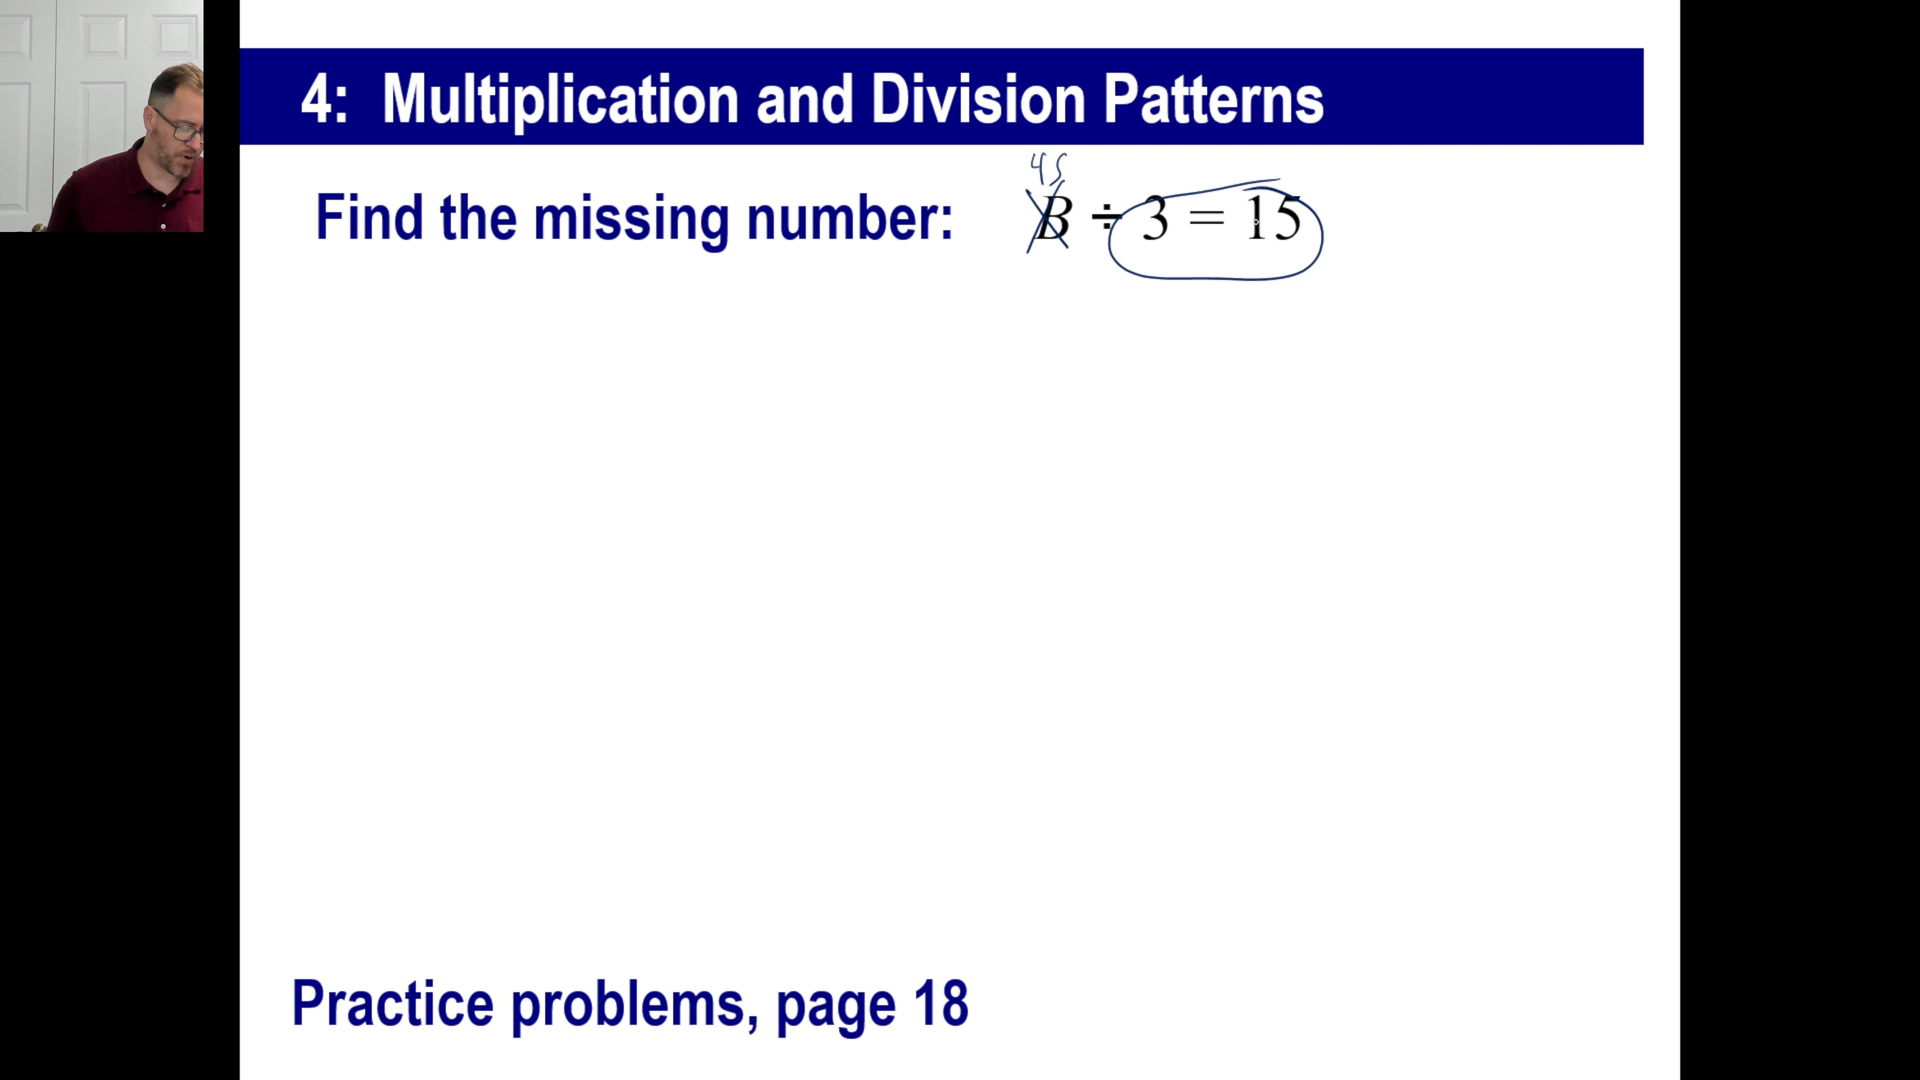 4: Multiplication and Division Patterns
45
Find the missing number: B ÷ 3 = 15
Practice problems, page 18